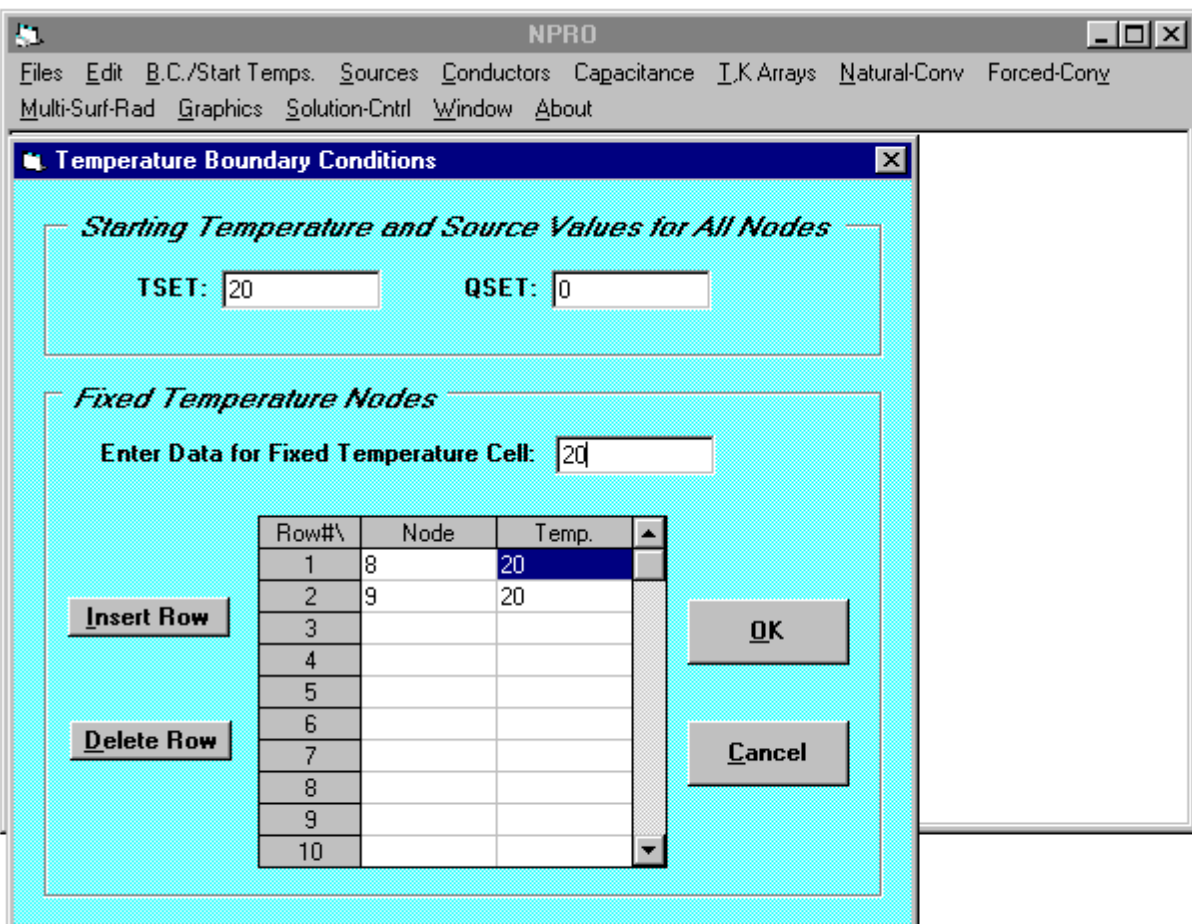 NPRO
Files Edit B.C./Start Temps. Sources Conductors Capacitance T,K Arrays Natural-Conv Forced-Conv
Multi-Surf-Rad Graphics Solution-Cntrl Window About
Temperature Boundary Conditions
Starting Temperature and Source Values for All Nodes
TSET: 20 QSET: 0
Fixed Temperature Nodes
Enter Data for Fixed Temperature Cell: 20
Row#\ Node Temp.
1 8 20
2 9 20
Insert Row
3
OK
4
5
6
Delete Row
7
Cancel
8
9
10